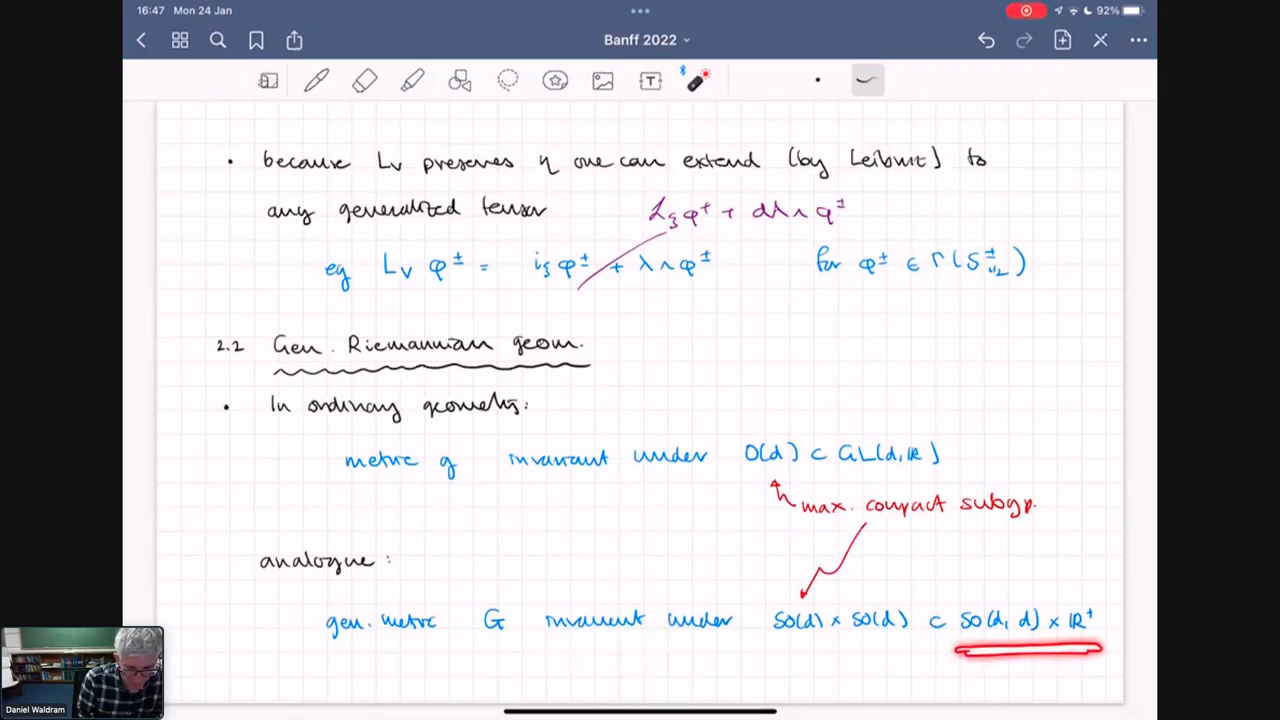 16:47 Mon 24 Jan
92%
Banff 2022
• because Lv preserves η one can extend (by Leibniz) to
any generalized tensor
ℒ_ξ φ^± + dλ ∧ φ^±
eg L_V φ^± = i_ξ φ^± + λ ∧ φ^± for φ^± ∈ Γ(S^±_{1/2})
2.2 Gen. Riemannian geom.
• In ordinary geometry:
metric g invariant under O(d) ⊂ GL(d,ℝ)
max. compact subgp.
analogue:
gen. metric G invariant under SO(d) × SO(d) ⊂ SO(d,d) × ℝ^+
Daniel Waldram